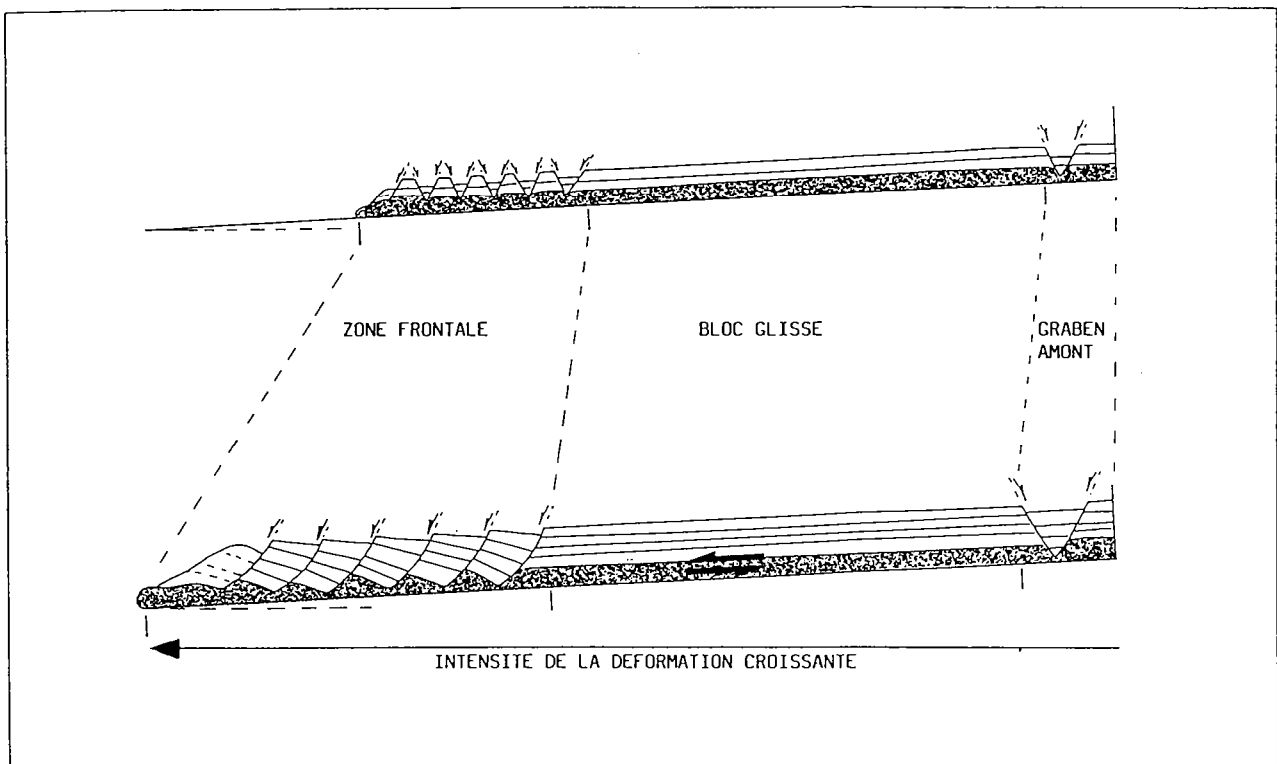 ZONE FRONTALE
BLOC GLISSE
GRABEN
AMONT
INTENSITE DE LA DEFORMATION CROISSANTE